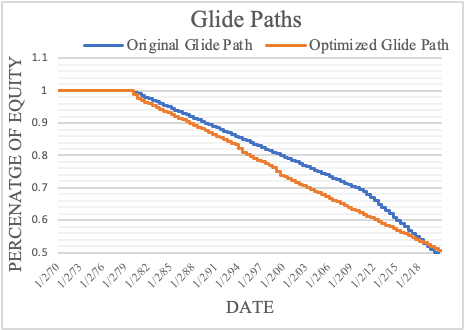 Glide Paths
Original Glide Path Optimized Glide Path
1.1
1
0.9
0.8
0.7
0.6
0.5
PERCENATGE OF EQUITY
1/2/70 1/2/73 1/2/76 1/2/79 1/2/82 1/2/85 1/2/88 1/2/91 1/2/94 1/2/97 1/2/00 1/2/03 1/2/06 1/2/09 1/2/12 1/2/15 1/2/18
DATE